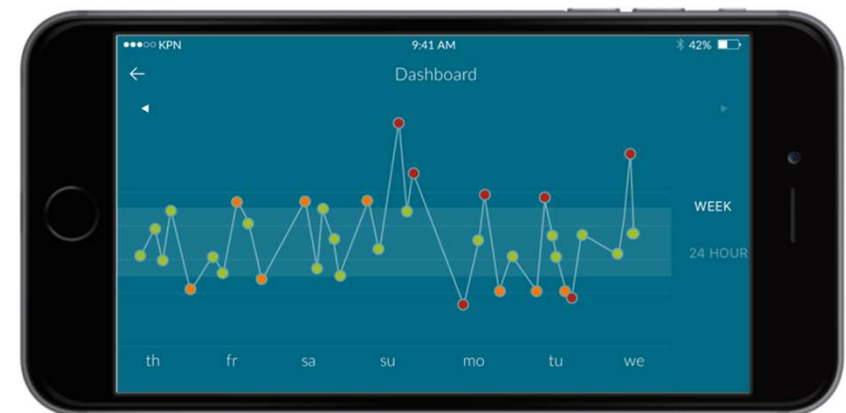 KPN 9:41 AM 42%
Dashboard
WEEK
24 HOUR
th fr sa su mo tu we